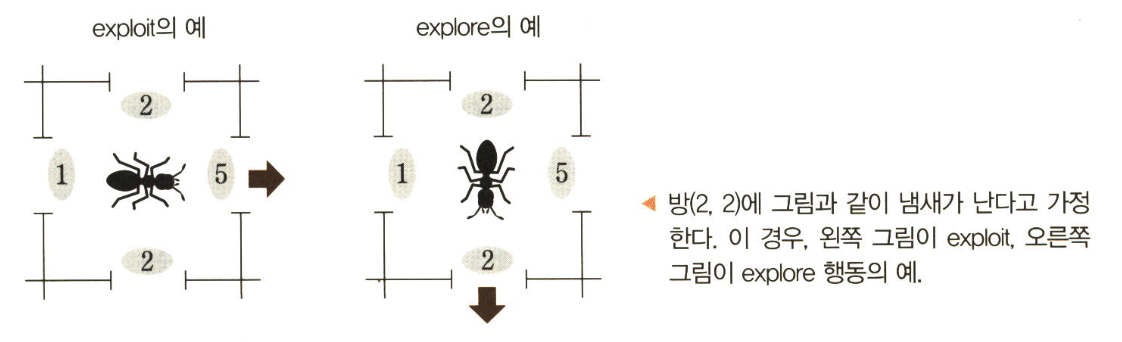 exploit의 예
explore의 예
2
1
5
2
2
1
5
2
◀ 방(2, 2)에 그림과 같이 냄새가 난다고 가정
한다. 이 경우, 왼쪽 그림이 exploit, 오른쪽
그림이 explore 행동의 예.